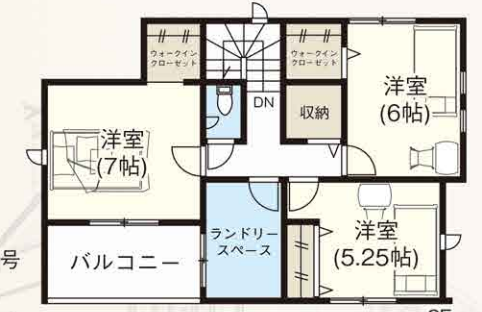 ウォークイン
クローゼット
ウォークイン
クローゼット
DN
収納
洋室
(6帖)
洋室
(7帖)
ランドリー
スペース
洋室
(5.25帖)
バルコニー
号